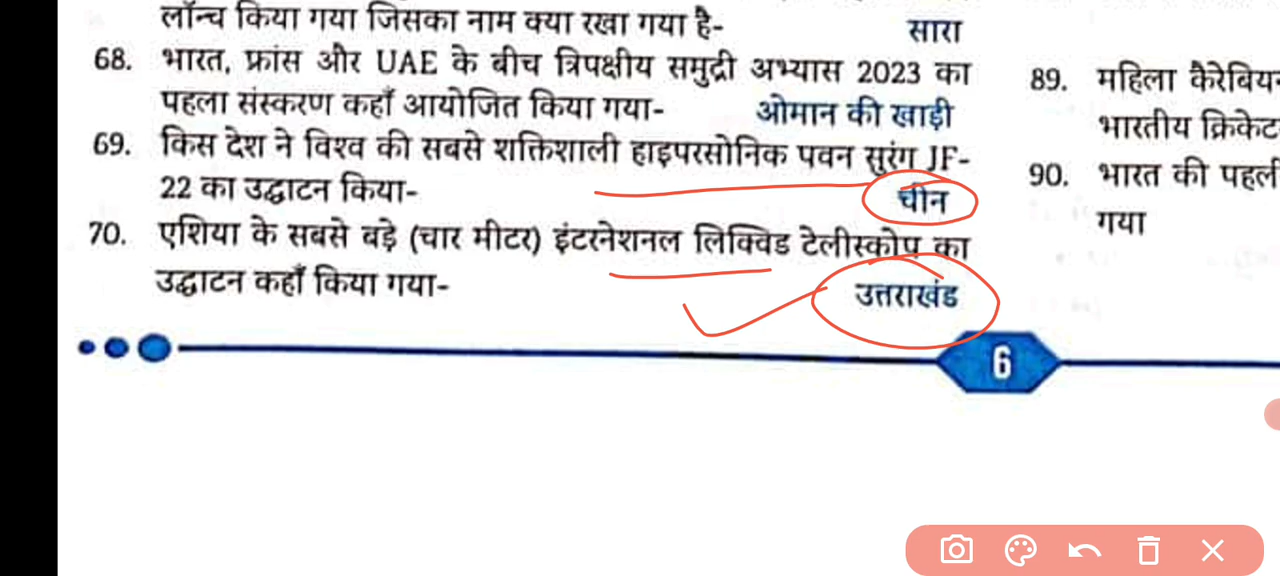 लॉन्च किया गया जिसका नाम क्या रखा गया है- सारा
68. भारत, फ्रांस और UAE के बीच त्रिपक्षीय समुद्री अभ्यास 2023 का
पहला संस्करण कहाँ आयोजित किया गया- ओमान की खाड़ी
69. किस देश ने विश्व की सबसे शक्तिशाली हाइपरसोनिक पवन सुरंग JF-
22 का उद्घाटन किया- चीन
70. एशिया के सबसे बड़े (चार मीटर) इंटरनेशनल लिक्विड टेलीस्कोप का
उद्घाटन कहाँ किया गया- उत्तराखंड
89. महिला कैरेबियन
भारतीय क्रिकेट
90. भारत की पहली
गया
6